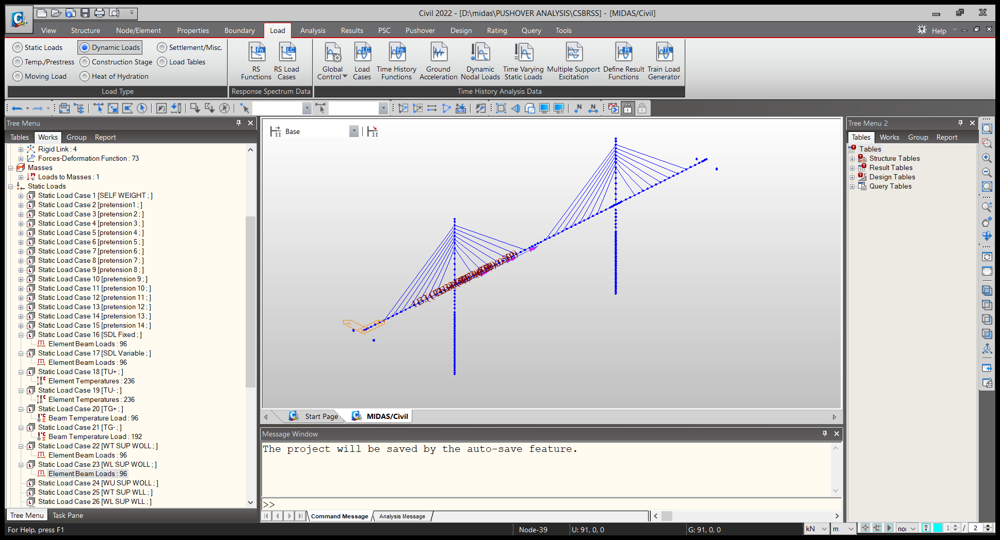 Civil 2022 - [D:\midas\PUSHOVER ANALYSIS\CSBRSS] - [MIDAS/Civil]
View Structure Node/Element Properties Boundary Load Analysis Results PSC Pushover Design Rating Query Tools Help
Static Loads Dynamic Loads Settlement/Misc.
Temp./Prestress Construction Stage Load Tables
Moving Load Heat of Hydration
Load Type
RS Functions
RS Load Cases
Response Spectrum Data
Global Control
Load Cases
Time History Functions
Ground Acceleration
Dynamic Nodal Loads
Time Varying Static Loads
Multiple Support Excitation
Define Result Functions
Train Load Generator
Time History Analysis Data
Tree Menu
Tables Works Group Report
Rigid Link : 4
Forces-Deformation Function : 73
Masses
Loads to Masses : 1
Static Loads
Static Load Case 1 [SELF WEIGHT ; ]
Static Load Case 2 [pretension1 ; ]
Static Load Case 3 [pretension 2 ; ]
Static Load Case 4 [pretension 3 ; ]
Static Load Case 5 [pretension 4 ; ]
Static Load Case 6 [pretension 5 ; ]
Static Load Case 7 [pretension 6 ; ]
Static Load Case 8 [pretension 7 ; ]
Static Load Case 9 [pretension 8 ; ]
Static Load Case 10 [pretension 9 ; ]
Static Load Case 11 [pretension 10 ; ]
Static Load Case 12 [pretension 11 ; ]
Static Load Case 13 [pretension 12 ; ]
Static Load Case 14 [pretension 13 ; ]
Static Load Case 15 [pretension 14 ; ]
Static Load Case 16 [SDL Fixed ; ]
Element Beam Loads : 96
Static Load Case 17 [SDL Variable ; ]
Element Beam Loads : 96
Static Load Case 18 [TU+ ; ]
Element Temperatures : 236
Static Load Case 19 [TU- ; ]
Element Temperatures : 236
Static Load Case 20 [TG+ ; ]
Beam Temperature Load : 96
Static Load Case 21 [TG- ; ]
Beam Temperature Load : 192
Static Load Case 22 [WT SUP WOLL ; ]
Element Beam Loads : 96
Static Load Case 23 [WL SUP WOLL ; ]
Element Beam Loads : 96
Static Load Case 24 [WU SUP WOLL ; ]
Static Load Case 25 [WT SUP WLL ; ]
Static Load Case 26 [WL SUP WLL ; ]
Tree Menu Task Pane
Base
Start Page MIDAS/Civil
Message Window
The project will be saved by the auto-save feature.
>>
Command Message Analysis Message
Tree Menu 2
Tables Works Group Report
Tables
Structure Tables
Result Tables
Design Tables
Query Tables
For Help, press F1 Node-39 U: 91, 0, 0 G: 91, 0, 0 kN m nor ? 1 / 2